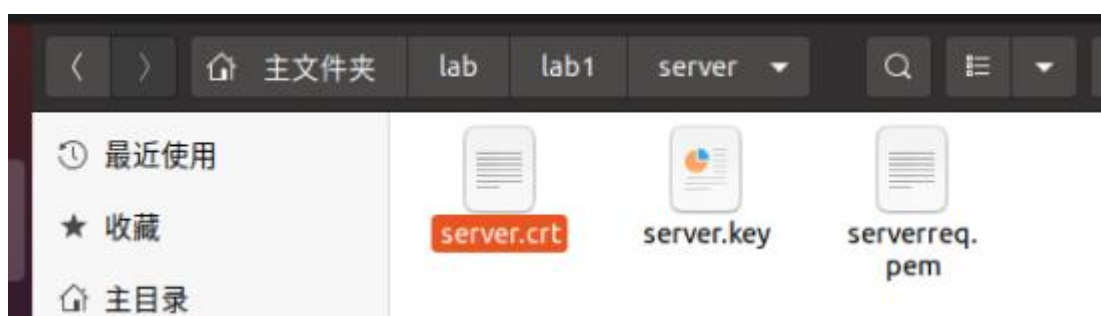 主文件夹 lab lab1 server
最近使用
收藏
主目录
server.crt
server.key
serverreq.
pem